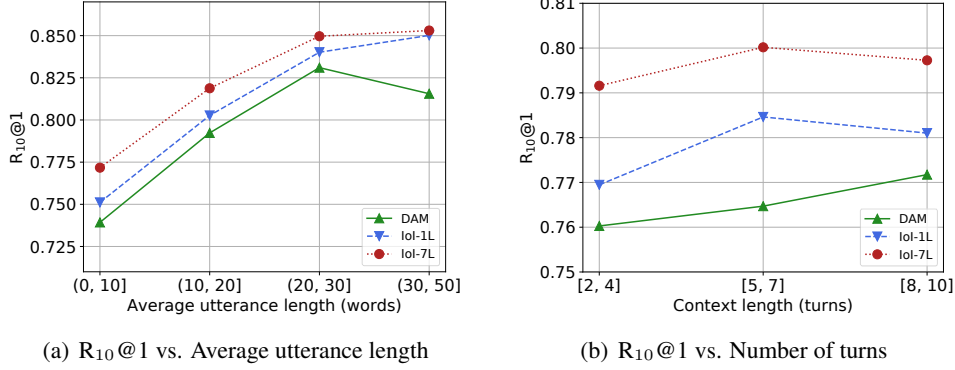 0.850
0.825
0.800
0.775
0.750
0.725
R₁₀@1
(0, 10]
(10, 20]
(20, 30]
(30, 50]
Average utterance length (words)
DAM
IoI-1L
IoI-7L
(a) R₁₀@1 vs. Average utterance length
0.81
0.80
0.79
0.78
0.77
0.76
0.75
R₁₀@1
[2, 4]
[5, 7]
[8, 10]
Context length (turns)
DAM
IoI-1L
IoI-7L
(b) R₁₀@1 vs. Number of turns